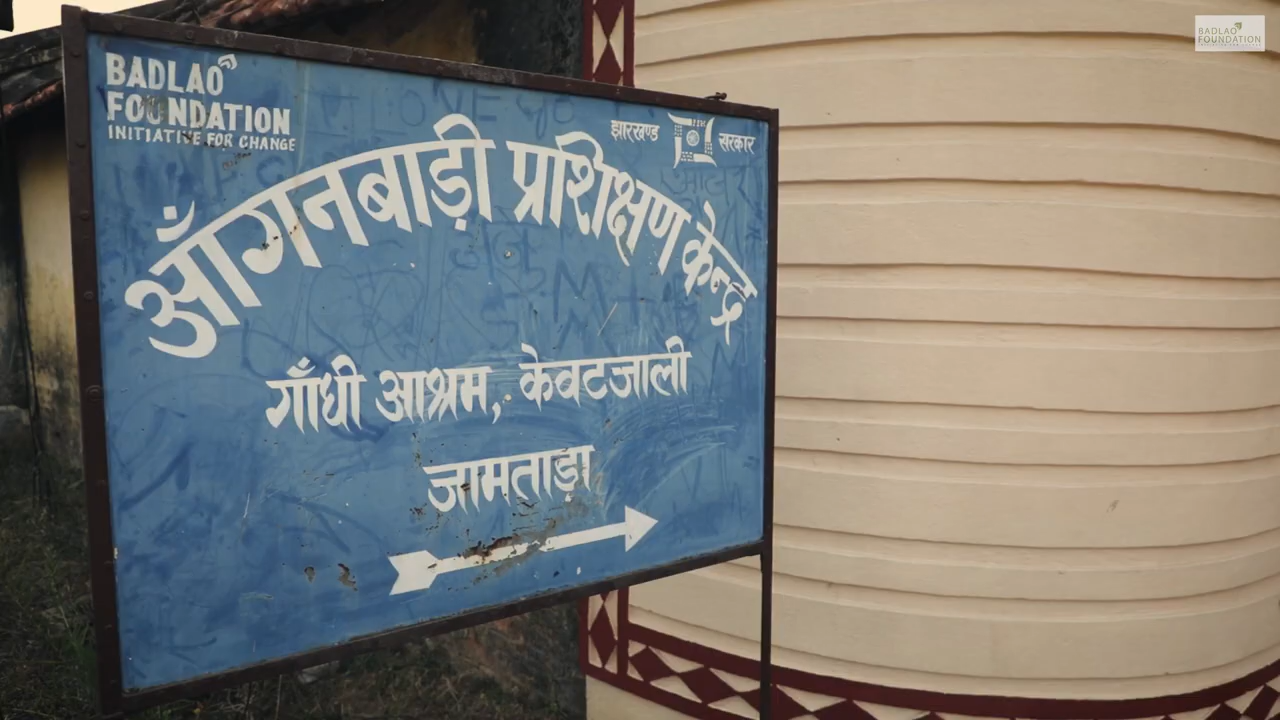 BADLAO
FOUNDATION
INITIATIVE FOR CHANGE
झारखण्ड सरकार
आँगनबाड़ी प्रशिक्षण केन्द्र
गाँधी आश्रम, केवटजाली
जामताड़ा
BADLAO
FOUNDATION